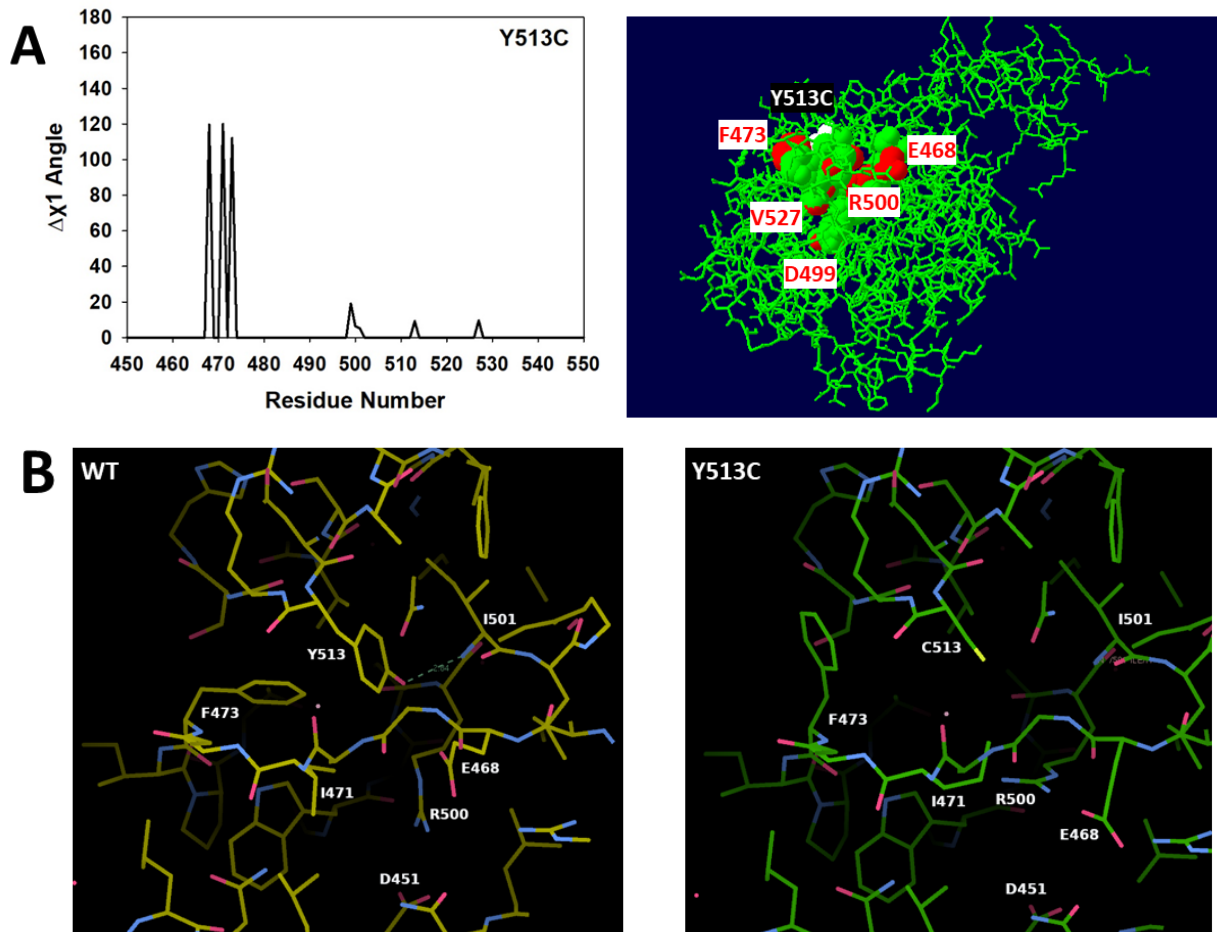 A
Y513C
180
160
140
120
100
80
60
40
20
0
Δχ1 Angle
450 460 470 480 490 500 510 520 530 540 550
Residue Number
Y513C
F473
E468
R500
V527
D499
B
WT
I501
Y513
F473
E468
I471
R500
D451
Y513C
I501
C513
F473
I471
R500
E468
D451